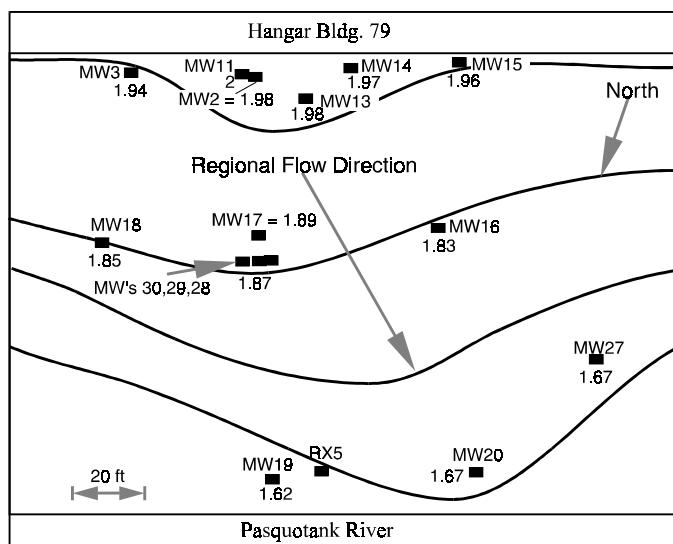 Hangar Bldg. 79
MW3
1.94
MW11
2
MW2 = 1.98
MW14
1.97
MW15
1.96
1.98
MW13
North
Regional Flow Direction
MW18
1.85
MW17 = 1.89
MW16
1.83
1.87
MW's 30,29,28
MW27
1.67
20 ft
MW19
1.62
RX5
MW20
1.67
Pasquotank River